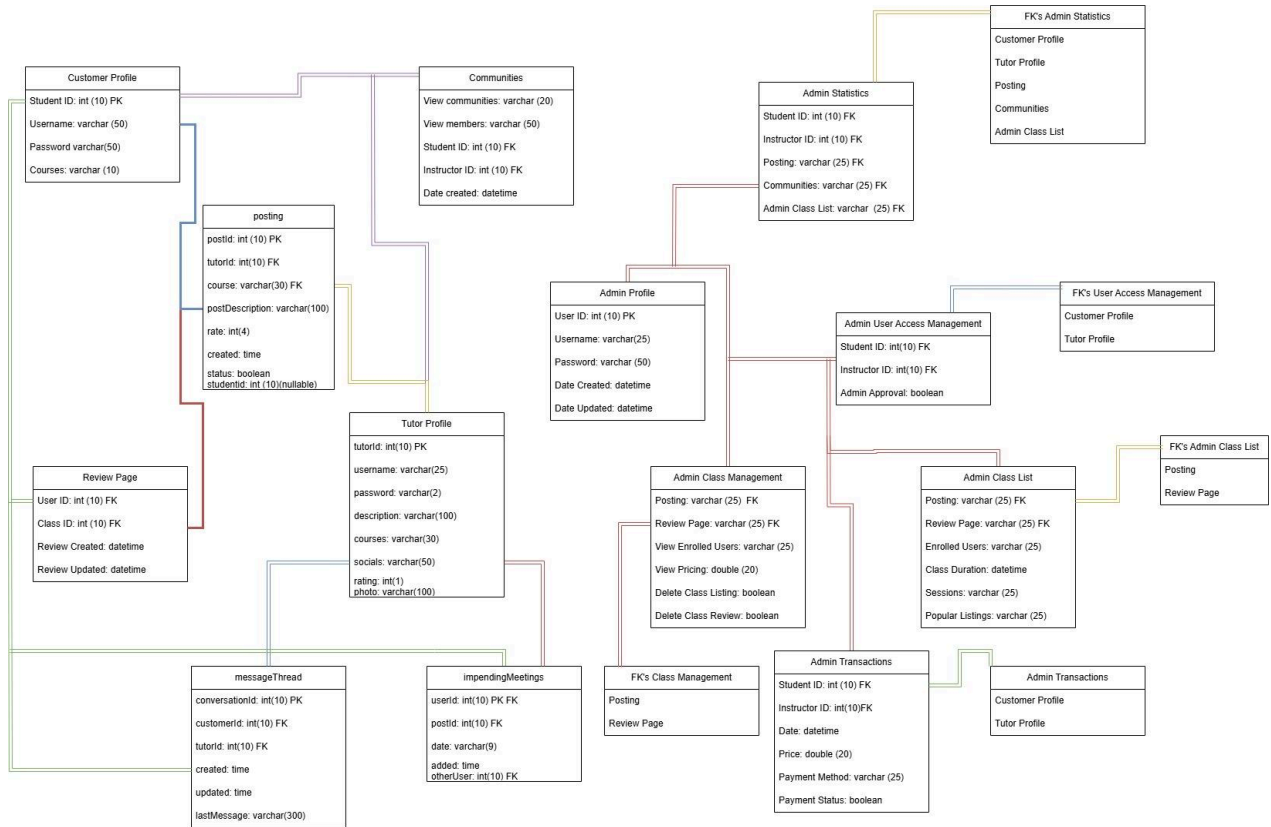 FK's Admin Statistics
Customer Profile
Tutor Profile
Posting
Communities
Admin Class List
Customer Profile
Student ID: int (10) PK
Username: varchar (50)
Password varchar(50)
Courses: varchar (10)
Communities
View communities: varchar (20)
View members: varchar (50)
Student ID: int (10) FK
Instructor ID: int (10) FK
Date created: datetime
Admin Statistics
Student ID: int (10) FK
Instructor ID: int (10) FK
Posting: varchar (25) FK
Communities: varchar (25) FK
Admin Class List: varchar (25) FK
posting
postId: int (10) PK
tutorId: int(10) FK
course: varchar(30) FK
postDescription: varchar(100)
rate: int(4)
created: time
status: boolean
studentid: int (10)(nullable)
Admin Profile
User ID: int (10) PK
Username: varchar(25)
Password: varchar (50)
Date Created: datetime
Date Updated: datetime
Admin User Access Management
Student ID: int(10) FK
Instructor ID: int(10) FK
Admin Approval: boolean
FK's User Access Management
Customer Profile
Tutor Profile
Tutor Profile
tutorId: int(10) PK
username: varchar(25)
password: varchar(2)
description: varchar(100)
courses: varchar(30)
socials: varchar(50)
rating: int(1)
photo: varchar(100)
Review Page
User ID: int (10) FK
Class ID: int (10) FK
Review Created: datetime
Review Updated: datetime
Admin Class Management
Posting: varchar (25) FK
Review Page: varchar (25) FK
View Enrolled Users: varchar (25)
View Pricing: double (20)
Delete Class Listing: boolean
Delete Class Review: boolean
Admin Class List
Posting: varchar (25) FK
Review Page: varchar (25) FK
Enrolled Users: varchar (25)
Class Duration: datetime
Sessions: varchar (25)
Popular Listings: varchar (25)
FK's Admin Class List
Posting
Review Page
messageThread
conversationId: int(10) PK
customerId: int(10) FK
tutorId: int(10) FK
created: time
updated: time
lastMessage: varchar(300)
impendingMeetings
userId: int(10) PK FK
postId: int(10) FK
date: varchar(9)
added: time
otherUser: int(10) FK
FK's Class Management
Posting
Review Page
Admin Transactions
Student ID: int (10) FK
Instructor ID: int(10)FK
Date: datetime
Price: double (20)
Payment Method: varchar (25)
Payment Status: boolean
Admin Transactions
Customer Profile
Tutor Profile